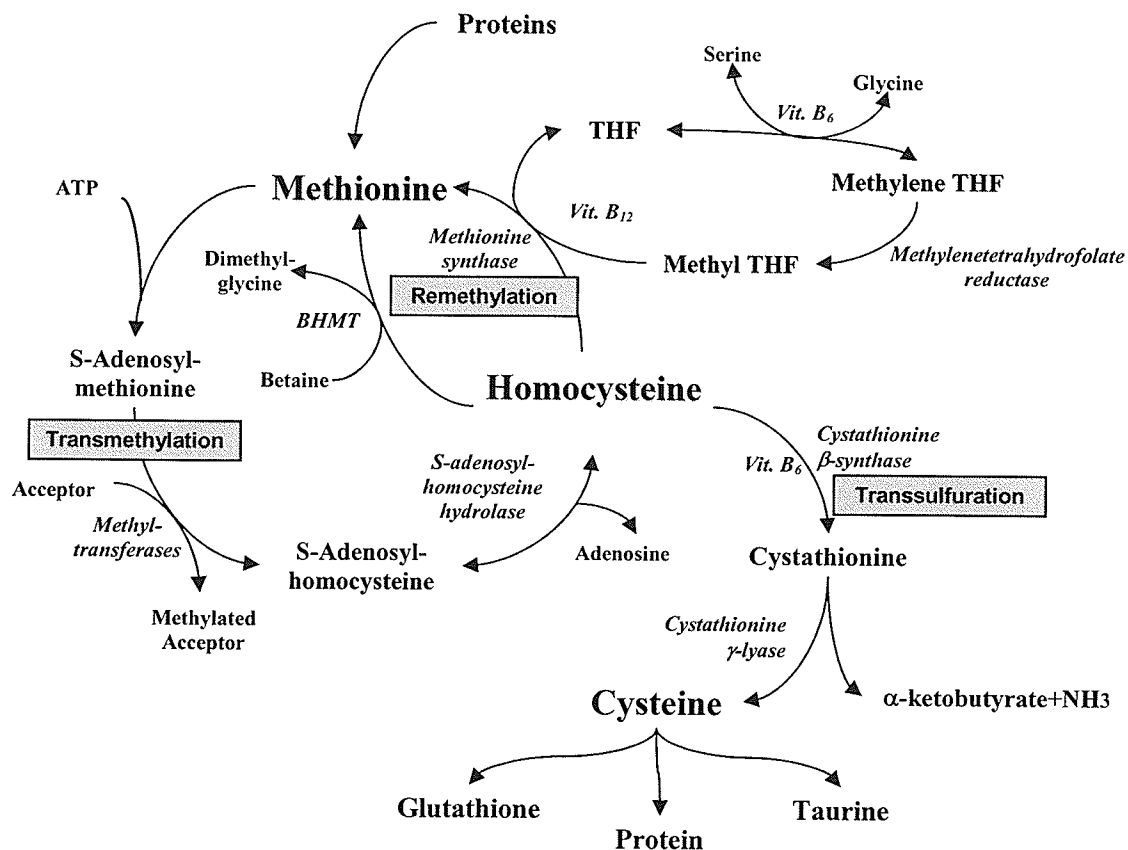 Proteins
Serine
Glycine
Vit. B6
THF
Methylene THF
ATP
Methionine
Vit. B12
Methionine
synthase
Methyl THF
Methylenetetrahydrofolate
reductase
Dimethyl-
glycine
Remethylation
BHMT
Betaine
S-Adenosyl-
methionine
Homocysteine
Transmethylation
Cystathionine
β-synthase
Vit. B6
Transsulfuration
Acceptor
Methyl-
transferases
S-adenosyl-
homocysteine
hydrolase
S-Adenosyl-
homocysteine
Adenosine
Cystathionine
Methylated
Acceptor
Cystathionine
γ-lyase
Cysteine
α-ketobutyrate+NH3
Glutathione
Protein
Taurine